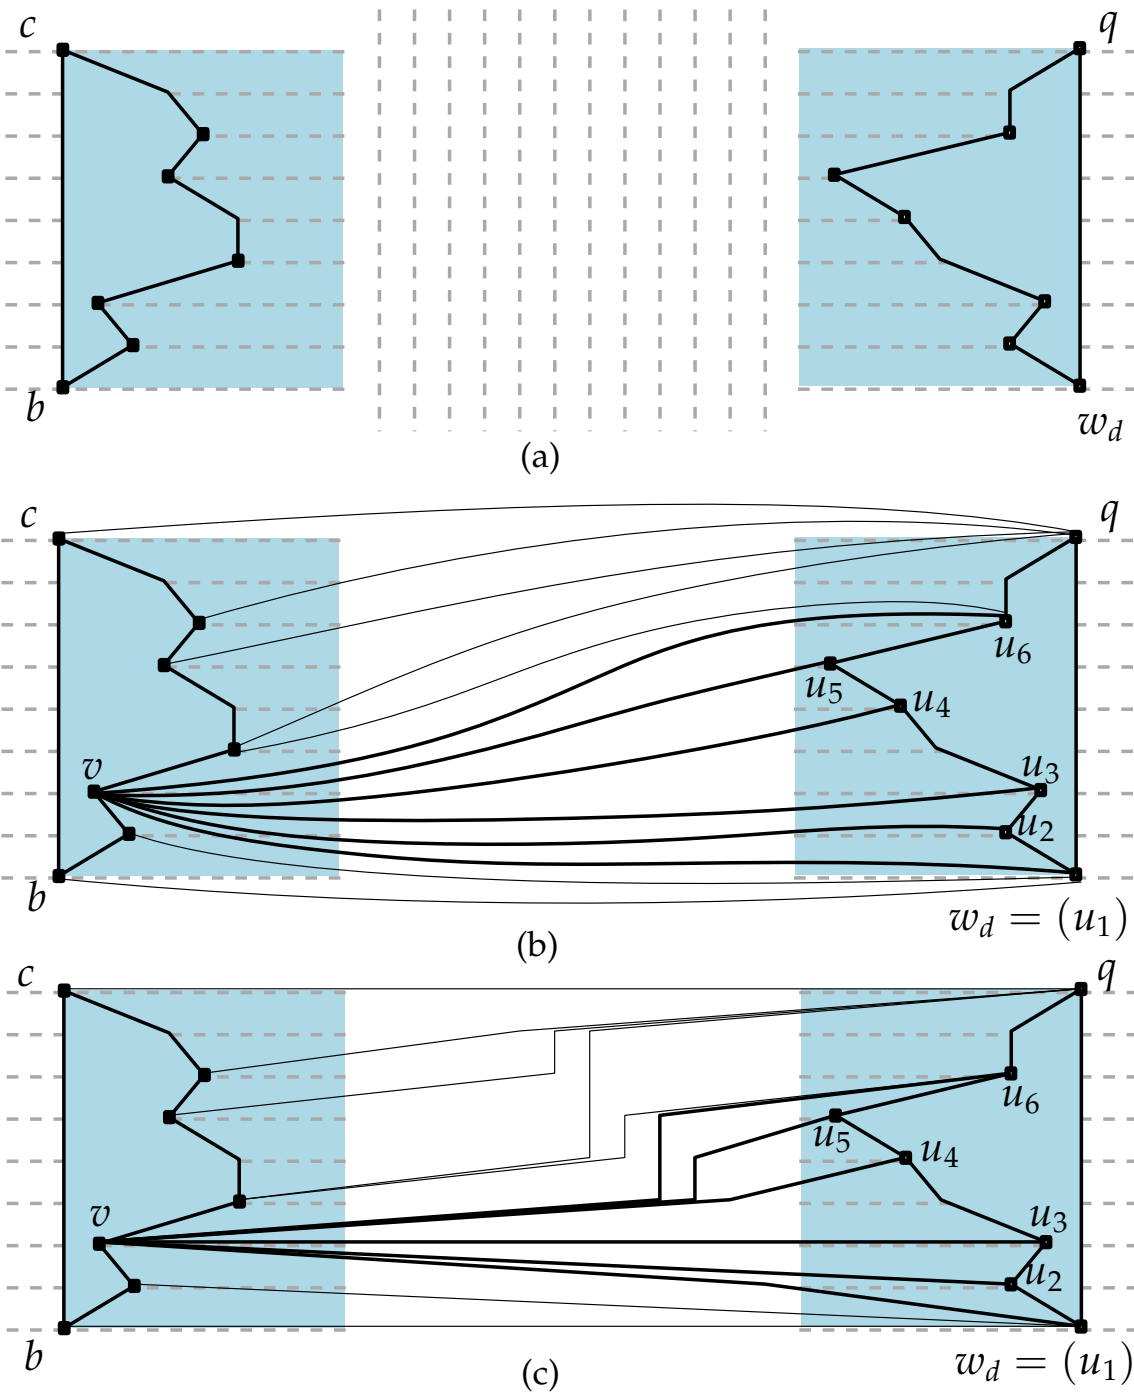 c q
b w_d
(a)
c q
u_6
u_5 u_4
v u_3
u_2
b w_d = (u_1)
(b)
c q
u_6
u_5 u_4
v u_3
u_2
b w_d = (u_1)
(c)